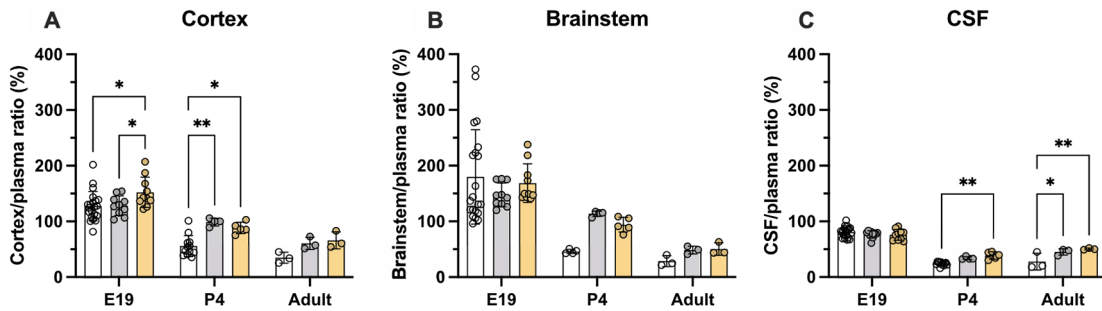 A Cortex
Cortex/plasma ratio (%)
400
300
200
100
0
*
*
*
**
E19 P4 Adult
B Brainstem
Brainstem/plasma ratio (%)
400
300
200
100
0
E19 P4 Adult
C CSF
CSF/plasma ratio (%)
400
300
200
100
0
**
**
*
E19 P4 Adult